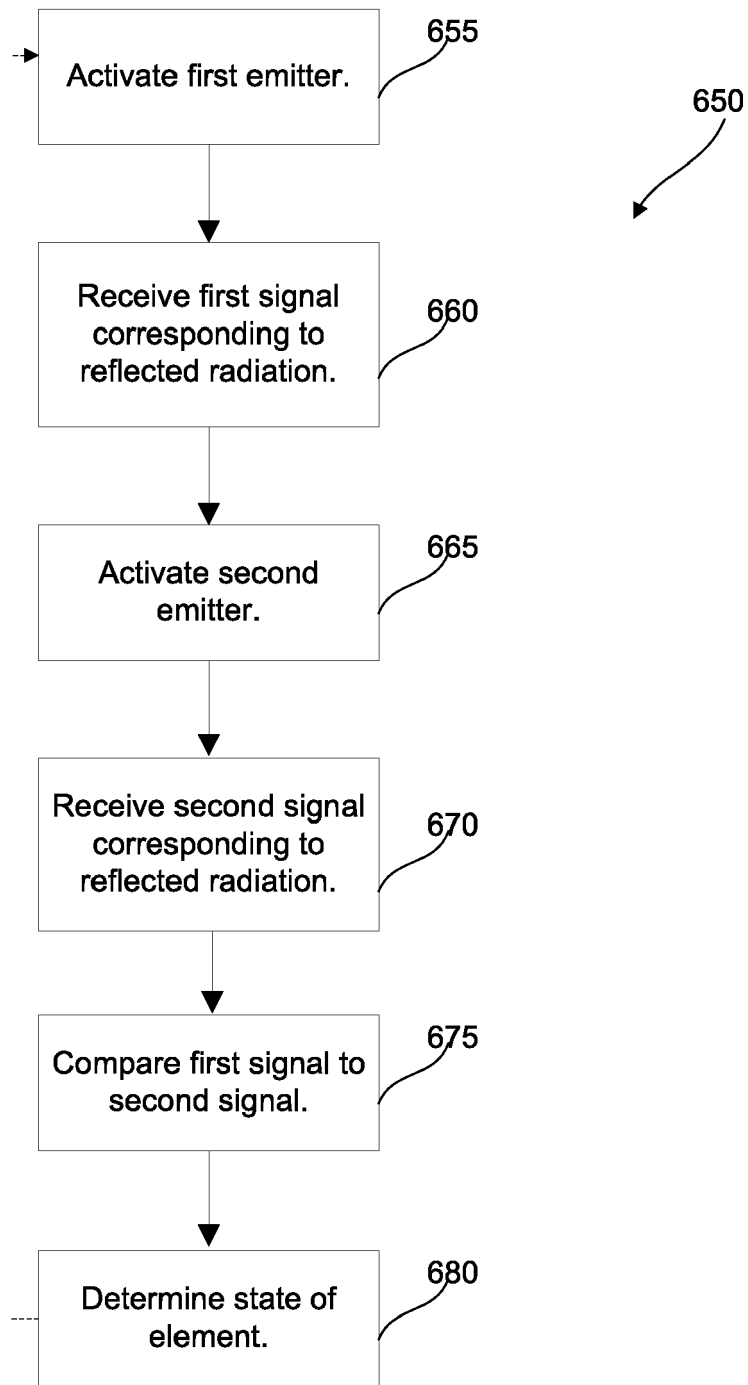 655
Activate first emitter.
650
Receive first signal
corresponding to
reflected radiation.
660
Activate second
emitter.
665
Receive second signal
corresponding to
reflected radiation.
670
Compare first signal to
second signal.
675
Determine state of
element.
680